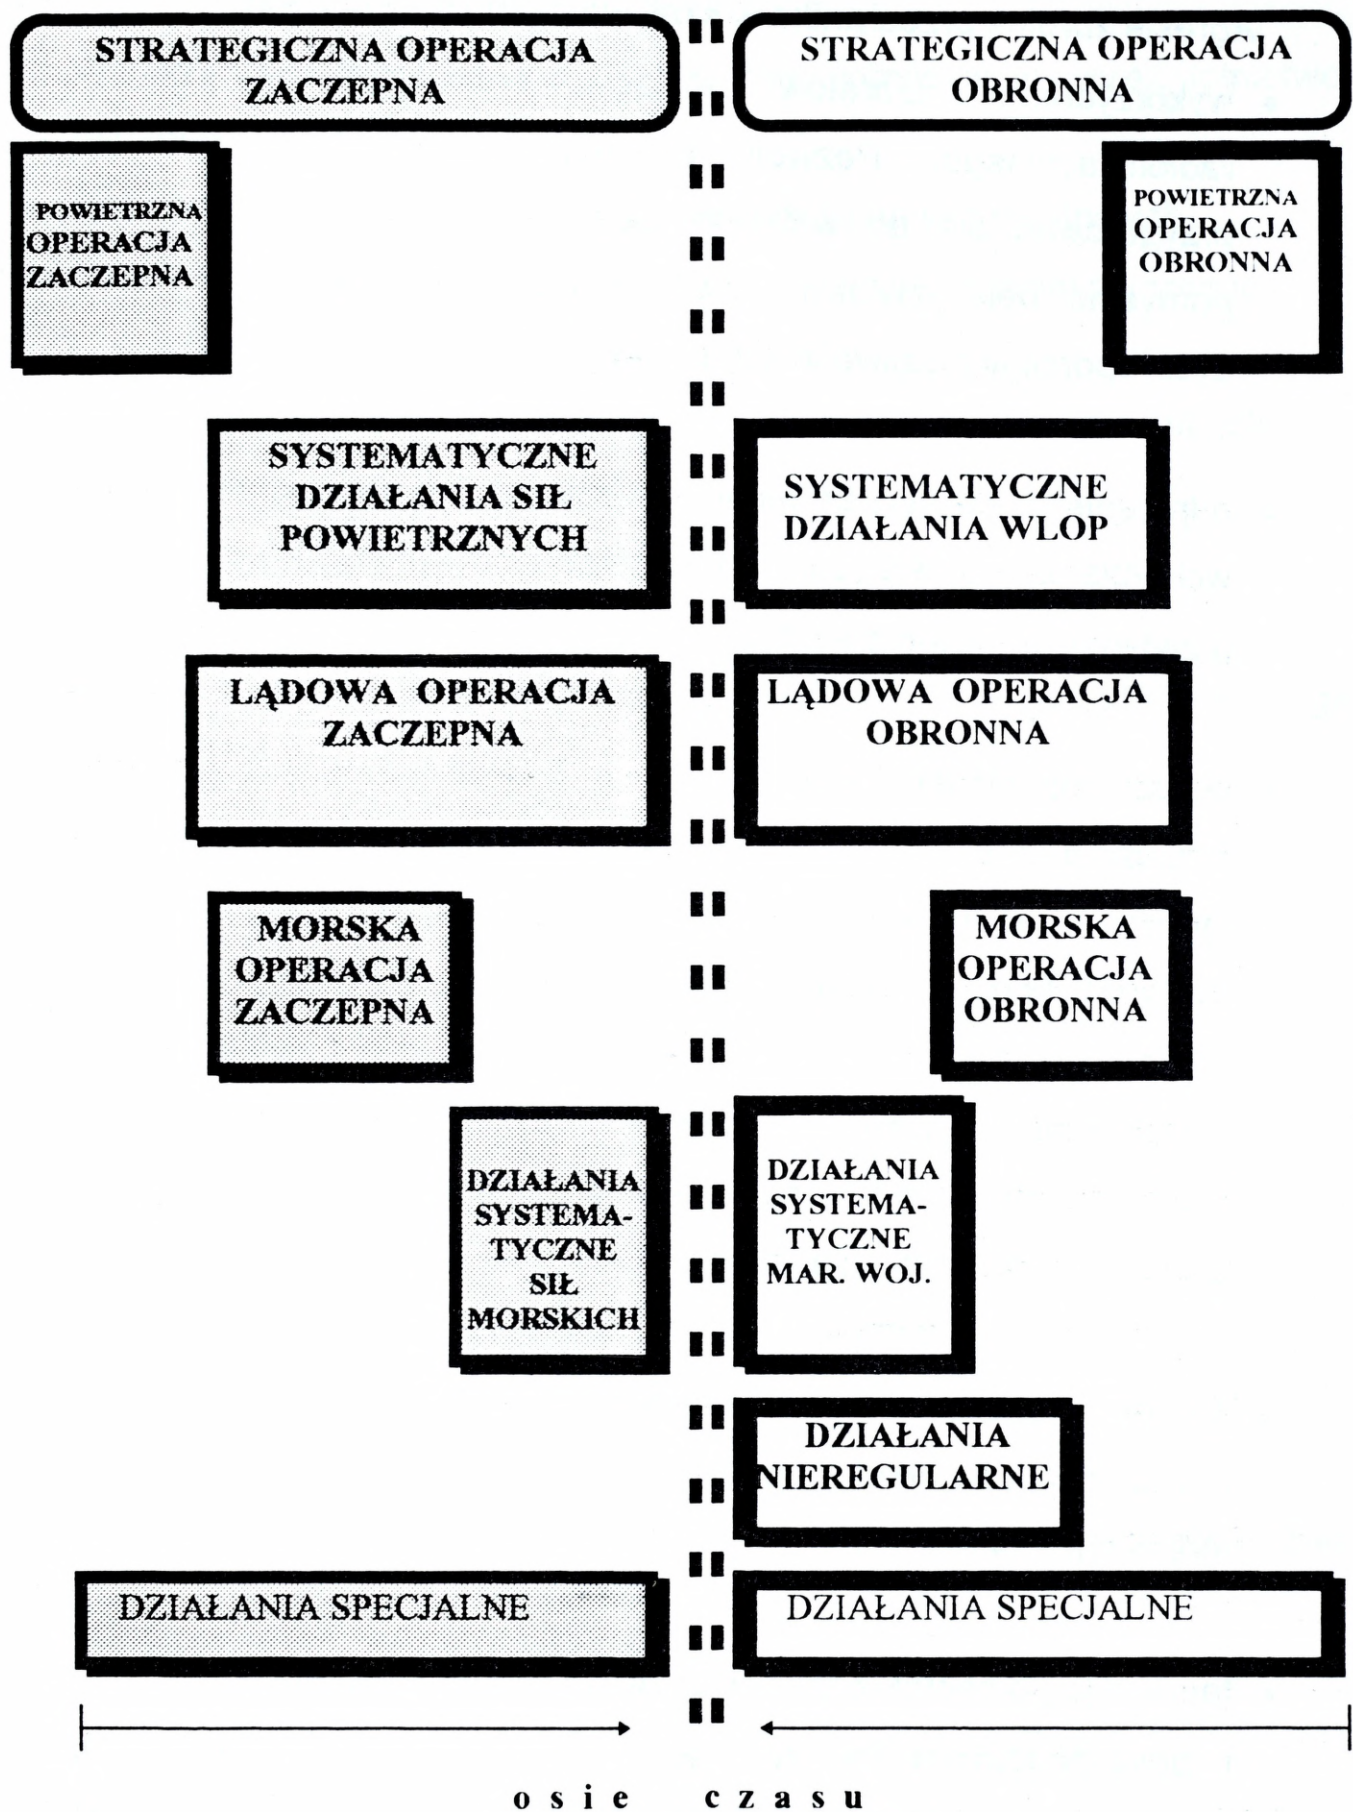 STRATEGICZNA OPERACJA
ZACZEPNA
STRATEGICZNA OPERACJA
OBRONNA
POWIETRZNA
OPERACJA
ZACZEPNA
POWIETRZNA
OPERACJA
OBRONNA
SYSTEMATYCZNE
DZIAŁANIA SIŁ
POWIETRZNYCH
SYSTEMATYCZNE
DZIAŁANIA WLOP
LĄDOWA OPERACJA
ZACZEPNA
LĄDOWA OPERACJA
OBRONNA
MORSKA
OPERACJA
ZACZEPNA
MORSKA
OPERACJA
OBRONNA
DZIAŁANIA
SYSTEMA-
TYCZNE
SIŁ
MORSKICH
DZIAŁANIA
SYSTEMA-
TYCZNE
MAR. WOJ.
DZIAŁANIA
NIEREGULARNE
DZIAŁANIA SPECJALNE
DZIAŁANIA SPECJALNE
osie czasu